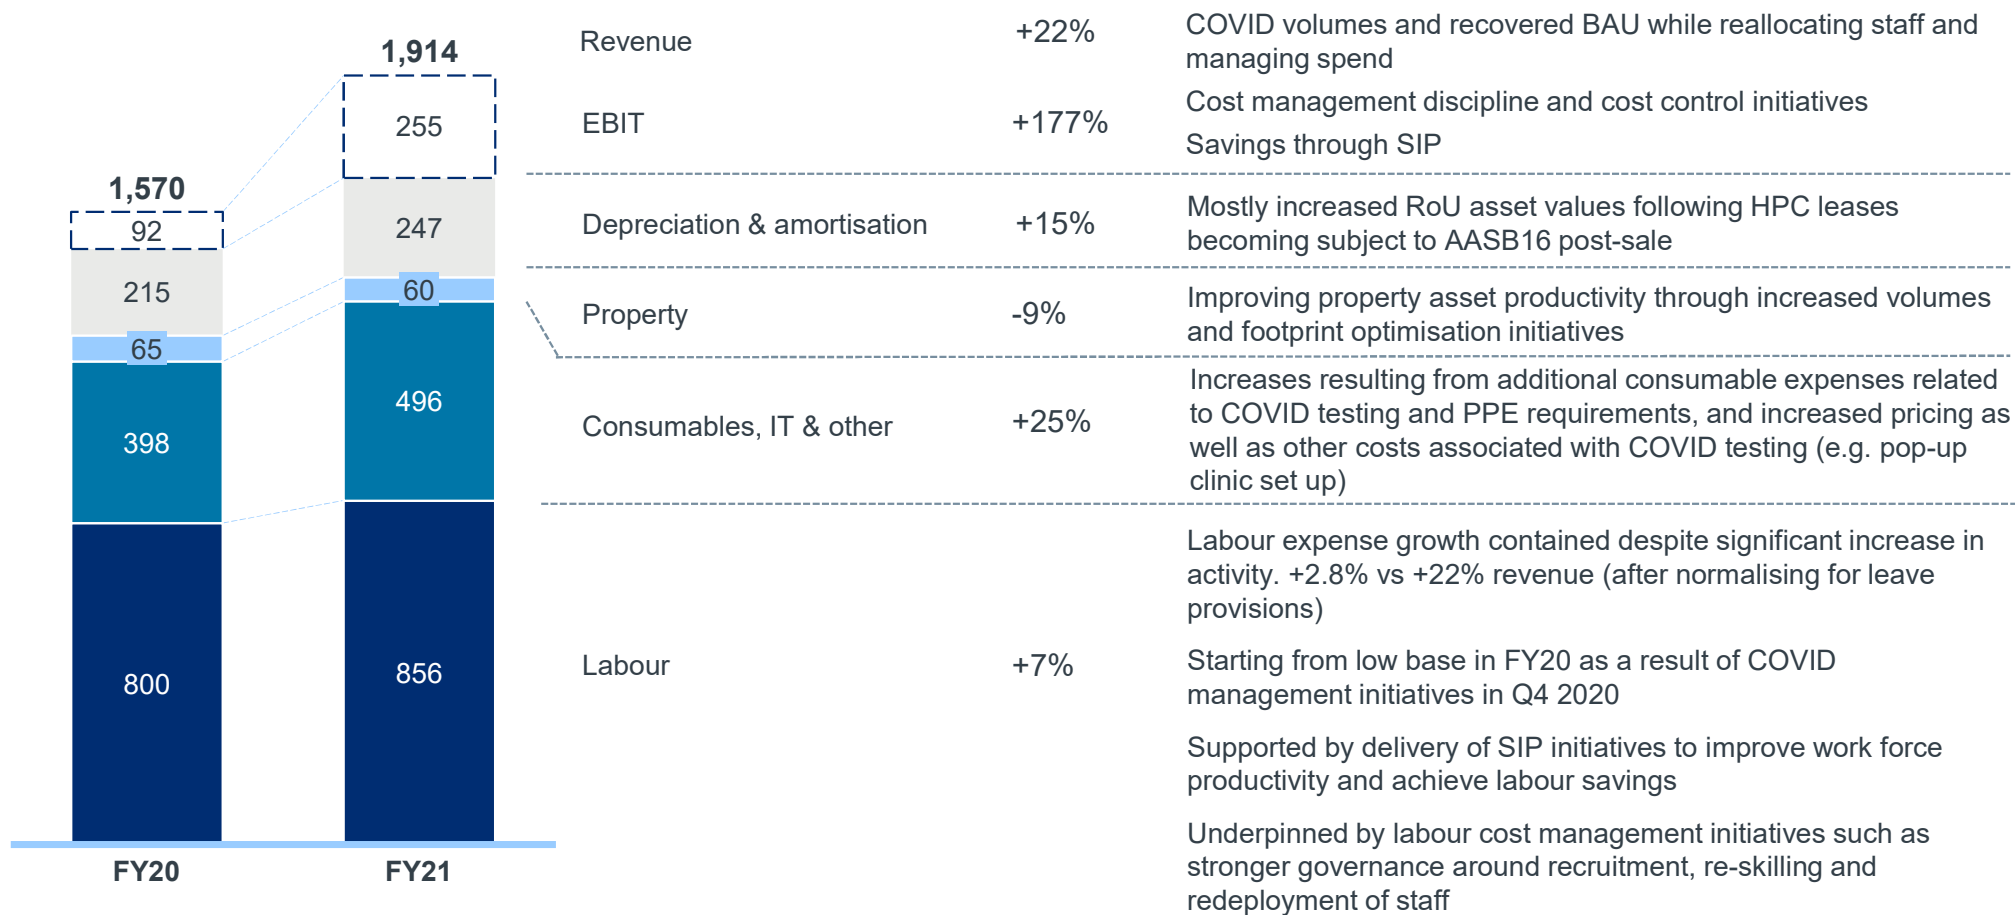 1,570
92
215
65
398
800
FY20
1,914
255
247
60
496
856
FY21
Revenue
+22%
COVID volumes and recovered BAU while reallocating staff and
managing spend
EBIT
+177%
Cost management discipline and cost control initiatives
Savings through SIP
Depreciation & amortisation
+15%
Mostly increased RoU asset values following HPC leases
becoming subject to AASB16 post-sale
Property
-9%
Improving property asset productivity through increased volumes
and footprint optimisation initiatives
Consumables, IT & other
+25%
Increases resulting from additional consumable expenses related
to COVID testing and PPE requirements, and increased pricing as
well as other costs associated with COVID testing (e.g. pop-up
clinic set up)
Labour
+7%
Labour expense growth contained despite significant increase in
activity. +2.8% vs +22% revenue (after normalising for leave
provisions)
Starting from low base in FY20 as a result of COVID
management initiatives in Q4 2020
Supported by delivery of SIP initiatives to improve work force
productivity and achieve labour savings
Underpinned by labour cost management initiatives such as
stronger governance around recruitment, re-skilling and
redeployment of staff